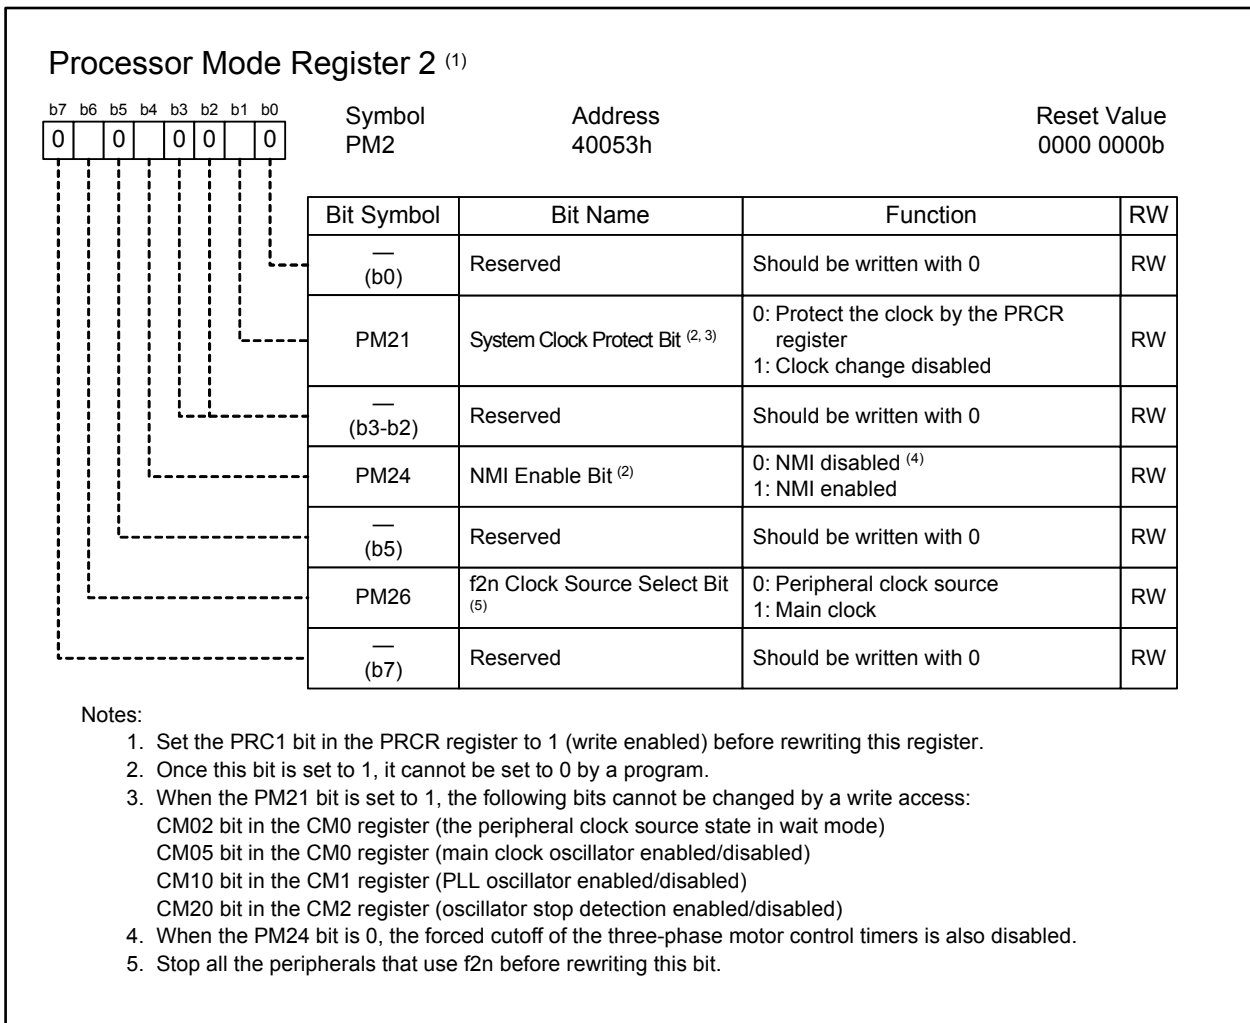 Processor Mode Register 2 (1)
b7 b6 b5 b4 b3 b2 b1 b0
0 0 0 0 0
Symbol Address Reset Value
PM2 40053h 0000 0000b
Bit Symbol Bit Name Function RW
— (b0) Reserved Should be written with 0 RW
PM21 System Clock Protect Bit (2, 3) 0: Protect the clock by the PRCR
register
1: Clock change disabled RW
— (b3-b2) Reserved Should be written with 0 RW
PM24 NMI Enable Bit (2) 0: NMI disabled (4)
1: NMI enabled RW
— (b5) Reserved Should be written with 0 RW
PM26 f2n Clock Source Select Bit (5) 0: Peripheral clock source
1: Main clock RW
— (b7) Reserved Should be written with 0 RW
Notes:
1. Set the PRC1 bit in the PRCR register to 1 (write enabled) before rewriting this register.
2. Once this bit is set to 1, it cannot be set to 0 by a program.
3. When the PM21 bit is set to 1, the following bits cannot be changed by a write access:
CM02 bit in the CM0 register (the peripheral clock source state in wait mode)
CM05 bit in the CM0 register (main clock oscillator enabled/disabled)
CM10 bit in the CM1 register (PLL oscillator enabled/disabled)
CM20 bit in the CM2 register (oscillator stop detection enabled/disabled)
4. When the PM24 bit is 0, the forced cutoff of the three-phase motor control timers is also disabled.
5. Stop all the peripherals that use f2n before rewriting this bit.